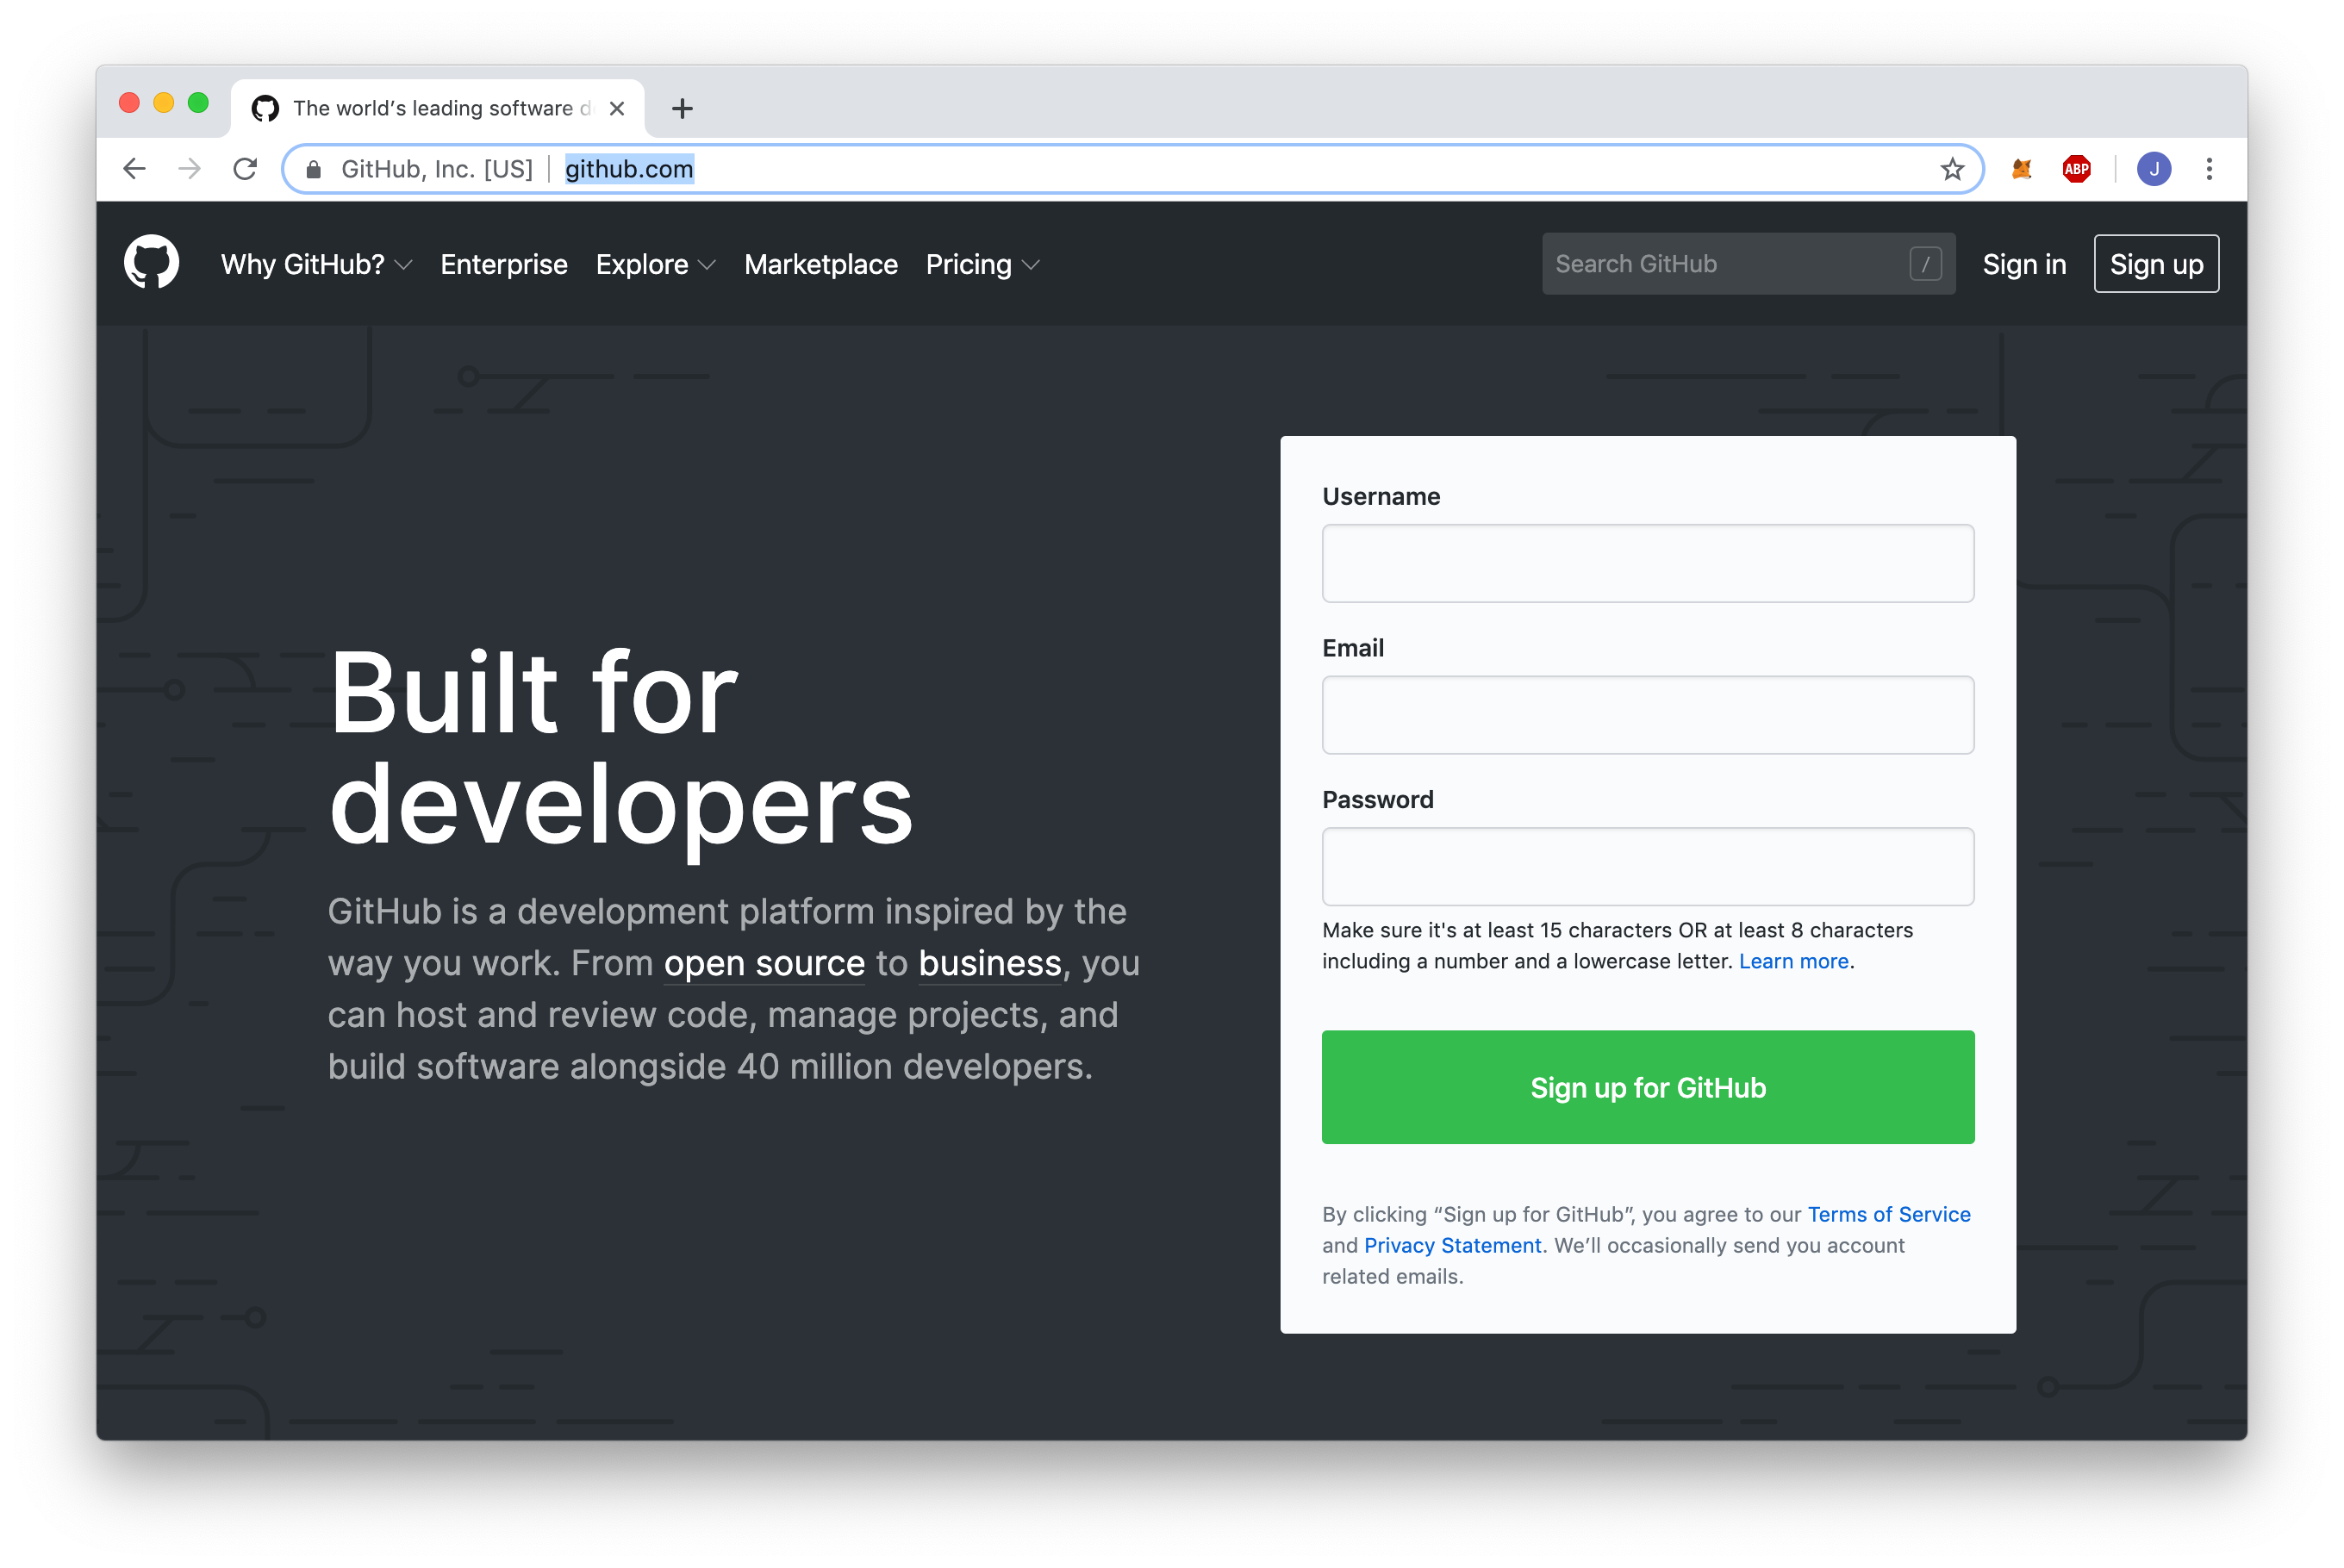 The world's leading software d
GitHub, Inc. [US] | github.com
ABP
J
Why GitHub? Enterprise Explore Marketplace Pricing
Search GitHub /
Sign in
Sign up
Built for
developers
GitHub is a development platform inspired by the
way you work. From open source to business, you
can host and review code, manage projects, and
build software alongside 40 million developers.
Username
Email
Password
Make sure it's at least 15 characters OR at least 8 characters
including a number and a lowercase letter. Learn more.
Sign up for GitHub
By clicking “Sign up for GitHub”, you agree to our Terms of Service
and Privacy Statement. We’ll occasionally send you account
related emails.